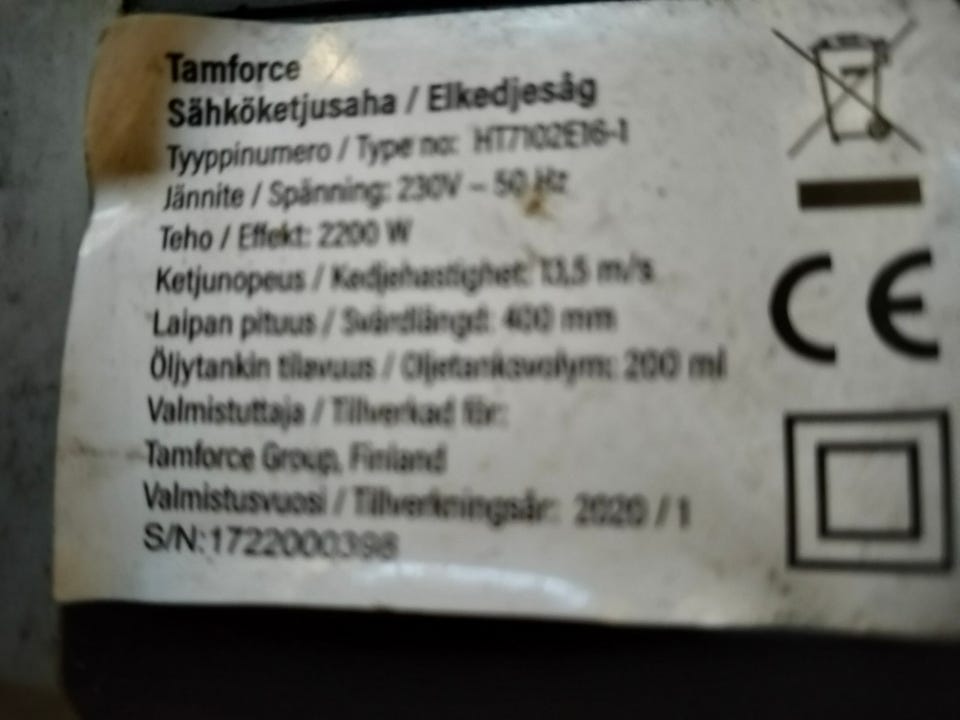 Tamforce
Sähköketjusaha / Elkedjesåg
Tyyppinumero / Type no: HT7102E16-1
Jännite / Spänning: 230V ~ 50 Hz
Teho / Effekt: 2200 W
Ketjunopeus / Kedjehastighet: 13,5 m/s
Laipan pituus / Svärdlängd: 400 mm
Öljytankin tilavuus / Oljetanksvolym: 200 ml
Valmistuttaja / Tillverkad för:
Tamforce Group, Finland
Valmistusvuosi / Tillverkningsår: 2020 / 1
S/N:1722000398
CE